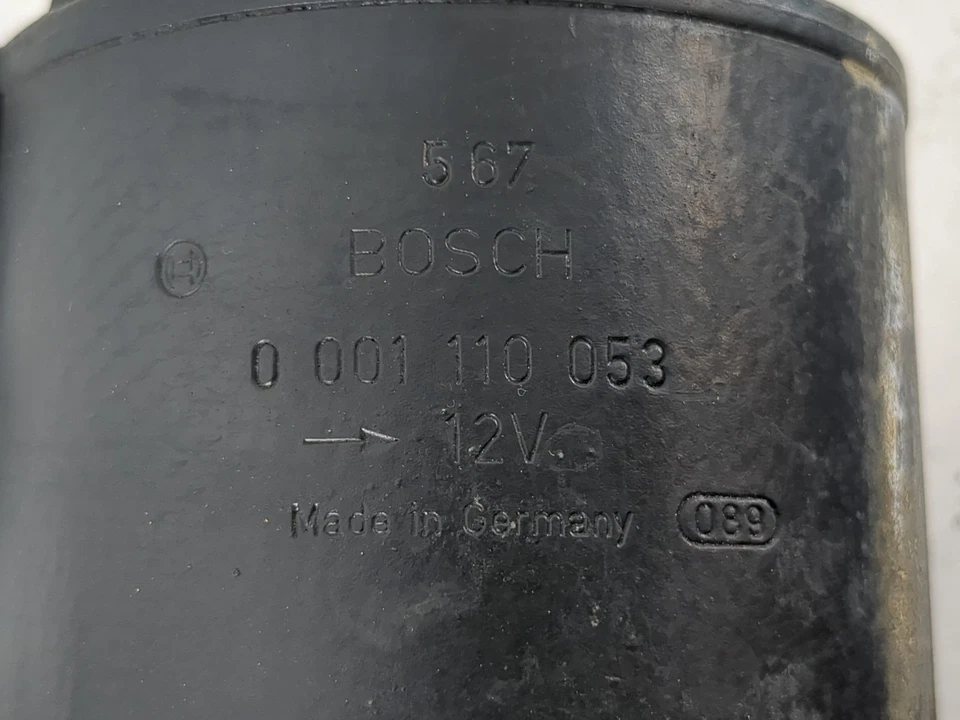 567
BOSCH
0 001 110 053
→ 12V
Made in Germany 089